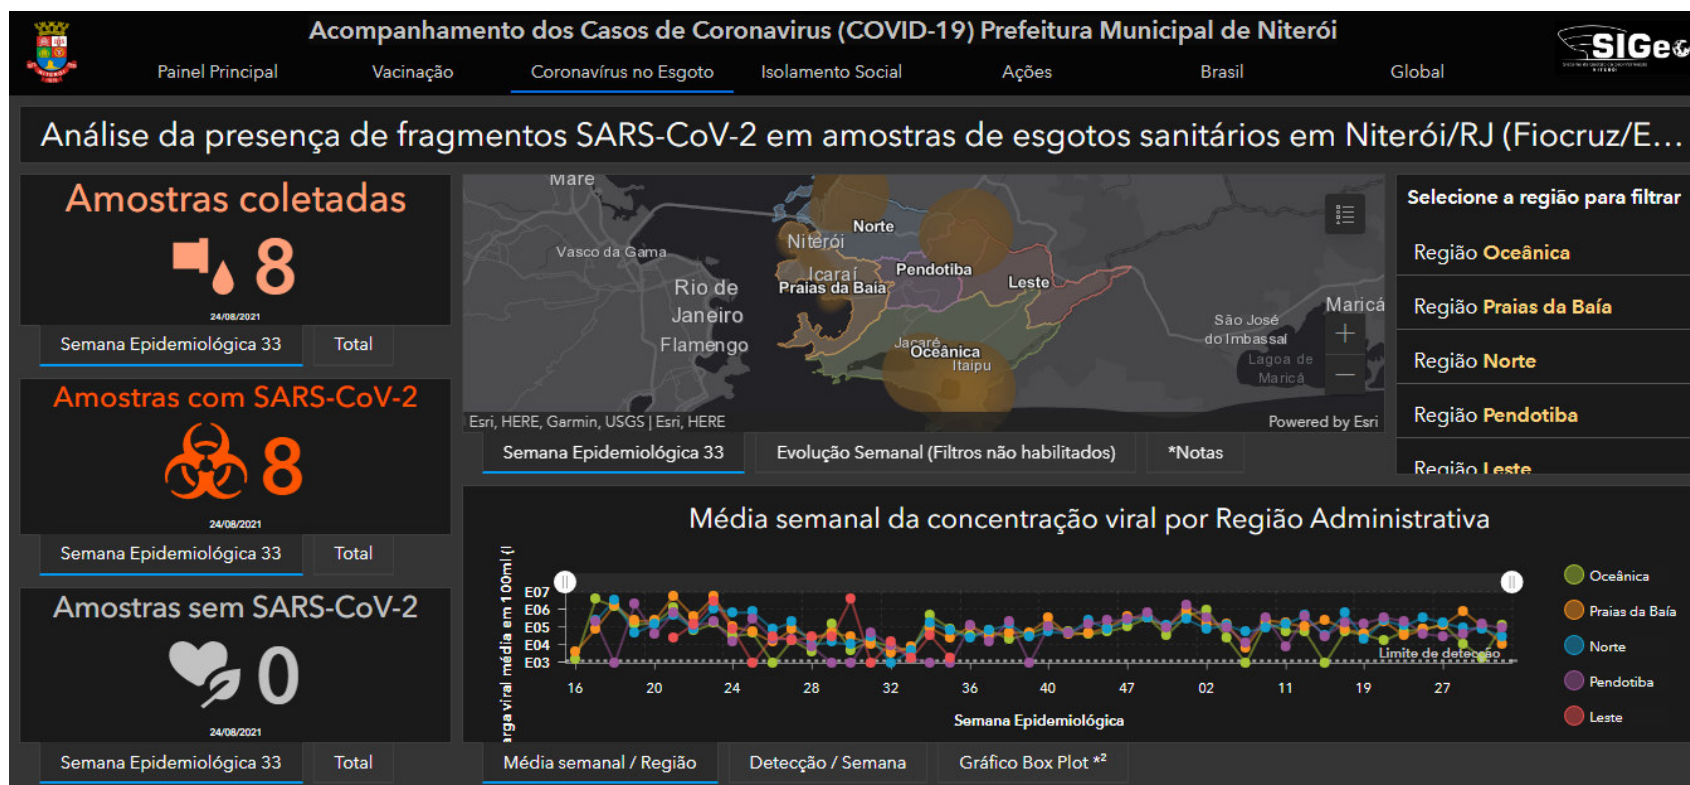 Acompanhamento dos Casos de Coronavirus (COVID-19) Prefeitura Municipal de Niterói
SIGeo
NITERÓI
Painel Principal
Vacinação
Coronavírus no Esgoto
Isolamento Social
Ações
Brasil
Global
Análise da presença de fragmentos SARS-CoV-2 em amostras de esgotos sanitários em Niterói/RJ (Fiocruz/E...
Amostras coletadas
8
24/08/2021
Semana Epidemiológica 33
Total
Amostras com SARS-CoV-2
8
24/08/2021
Semana Epidemiológica 33
Total
Amostras sem SARS-CoV-2
0
24/08/2021
Semana Epidemiológica 33
Total
Maré
Norte
Niterói
Vasco da Gama
Icaraí
Pendotiba
Praias da Baía
Leste
Rio de
Janeiro
Maricá
São José
do Imbassaí
Flamengo
Jacaré
Oceânica
Itaipu
Lagoa de
Maricá
+
—
Esri, HERE, Garmin, USGS | Esri, HERE
Powered by Esri
Semana Epidemiológica 33
Evolução Semanal (Filtros não habilitados)
*Notas
Selecione a região para filtrar
Região Oceânica
Região Praias da Baía
Região Norte
Região Pendotiba
Região Leste
Média semanal da concentração viral por Região Administrativa
arga viral média em 100ml (l
E07
E06
E05
E04
E03
Limite de detecção
16
20
24
28
32
36
40
47
02
11
19
27
Semana Epidemiológica
Oceânica
Praias da Baía
Norte
Pendotiba
Leste
Média semanal / Região
Detecção / Semana
Gráfico Box Plot *²